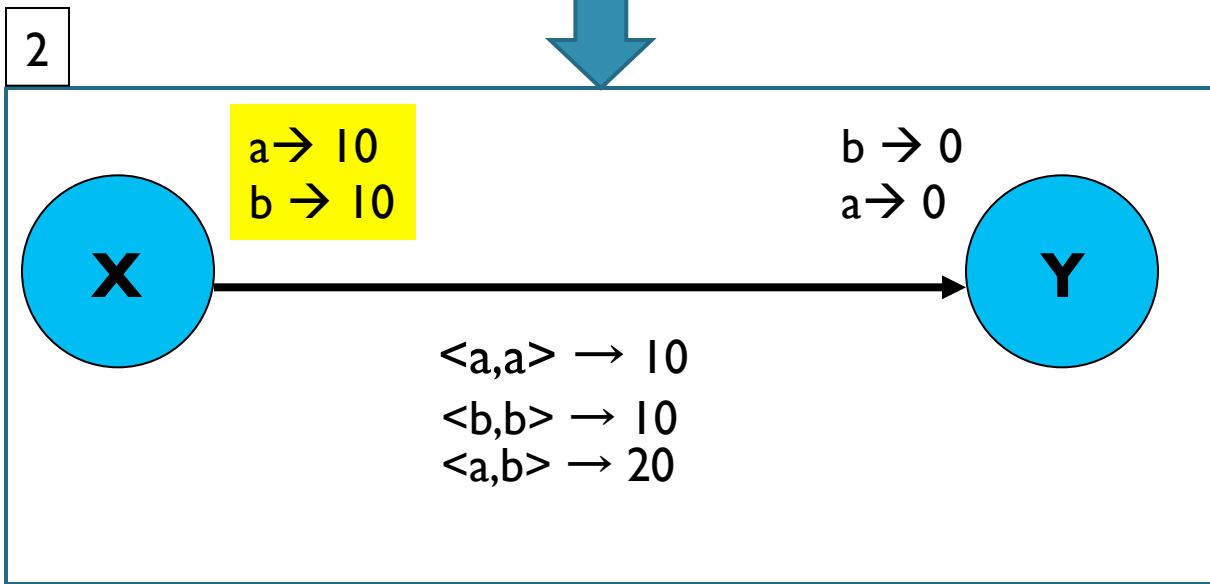 2
a→ 10
b → 10
b → 0
a→ 0
X
Y
<a,a> → 10
<b,b> → 10
<a,b> → 20